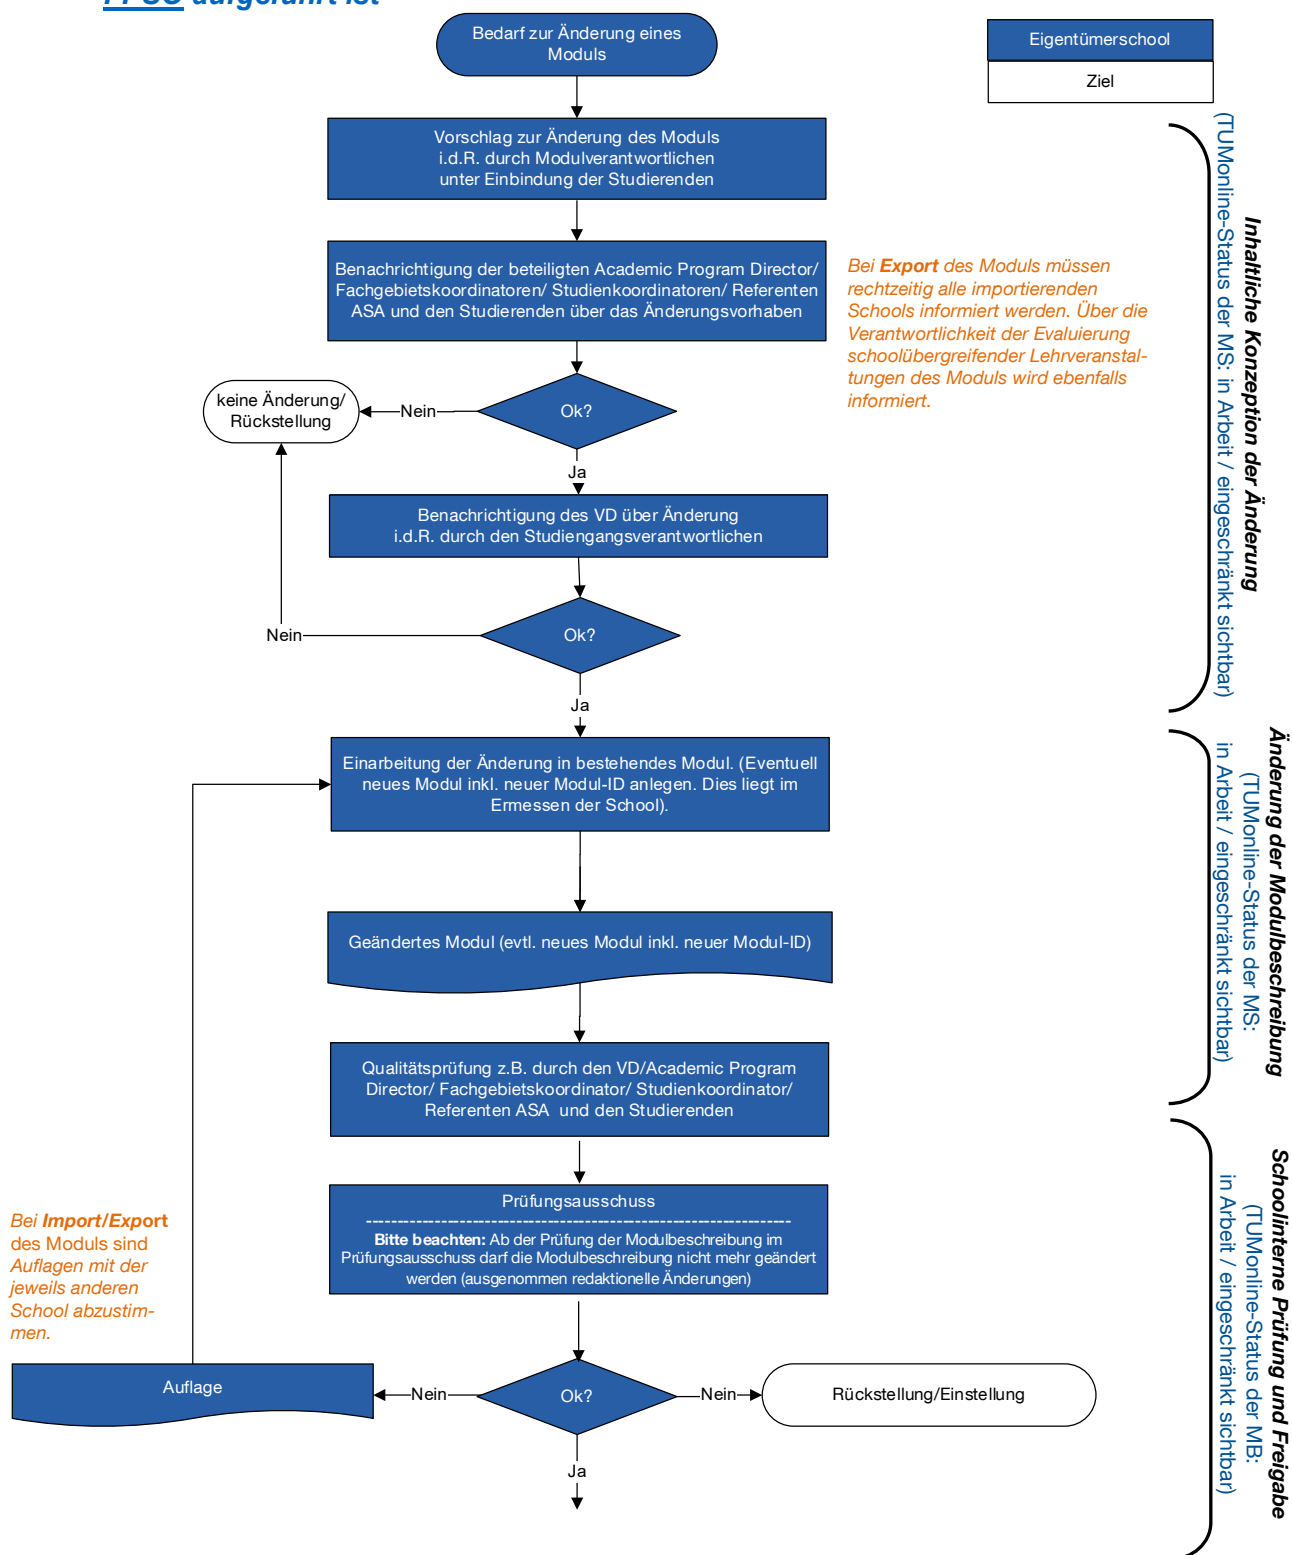 aufgeführt ist
Bedarf zur Änderung eines
Moduls
Eigentümerschool
Ziel
Vorschlag zur Änderung des Moduls
i.d.R. durch Modulverantwortlichen
unter Einbindung der Studierenden
Benachrichtigung der beteiligten Academic Program Director/
Fachgebietskoordinatoren/ Studienkoordinatoren/ Referenten
ASA und den Studierenden über das Änderungsvorhaben
Bei Export des Moduls müssen
rechtzeitig alle importierenden
Schools informiert werden. Über die
Verantwortlichkeit der Evaluierung
schoolübergreifender Lehrveranstal-
tungen des Moduls wird ebenfalls
informiert.
Inhaltliche Konzeption der Änderung
(TUMonline-Status der MS: in Arbeit / eingeschränkt sichtbar)
keine Änderung/
Rückstellung
Nein
Ok?
Ja
Benachrichtigung des VD über Änderung
i.d.R. durch den Studiengangsverantwortlichen
Nein
Ok?
Ja
Einarbeitung der Änderung in bestehendes Modul. (Eventuell
neues Modul inkl. neuer Modul-ID anlegen. Dies liegt im
Ermessen der School).
Änderung der Modulbeschreibung
(TUMonline-Status der MS:
in Arbeit / eingeschränkt sichtbar)
Geändertes Modul (evtl. neues Modul inkl. neuer Modul-ID)
Qualitätsprüfung z.B. durch den VD/Academic Program
Director/ Fachgebietskoordinator/ Studienkoordinator/
Referenten ASA und den Studierenden
Prüfungsausschuss
-----------------------------------------------------------------------
Bitte beachten: Ab der Prüfung der Modulbeschreibung im
Prüfungsausschuss darf die Modulbeschreibung nicht mehr geändert
werden (ausgenommen redaktionelle Änderungen)
Schoolinterne Prüfung und Freigabe
(TUMonline-Status der MB:
in Arbeit / eingeschränkt sichtbar)
Bei Import/Export
des Moduls sind
Auflagen mit der
jeweils anderen
School abzustim-
men.
Auflage
Nein
Ok?
Nein
Rückstellung/Einstellung
Ja